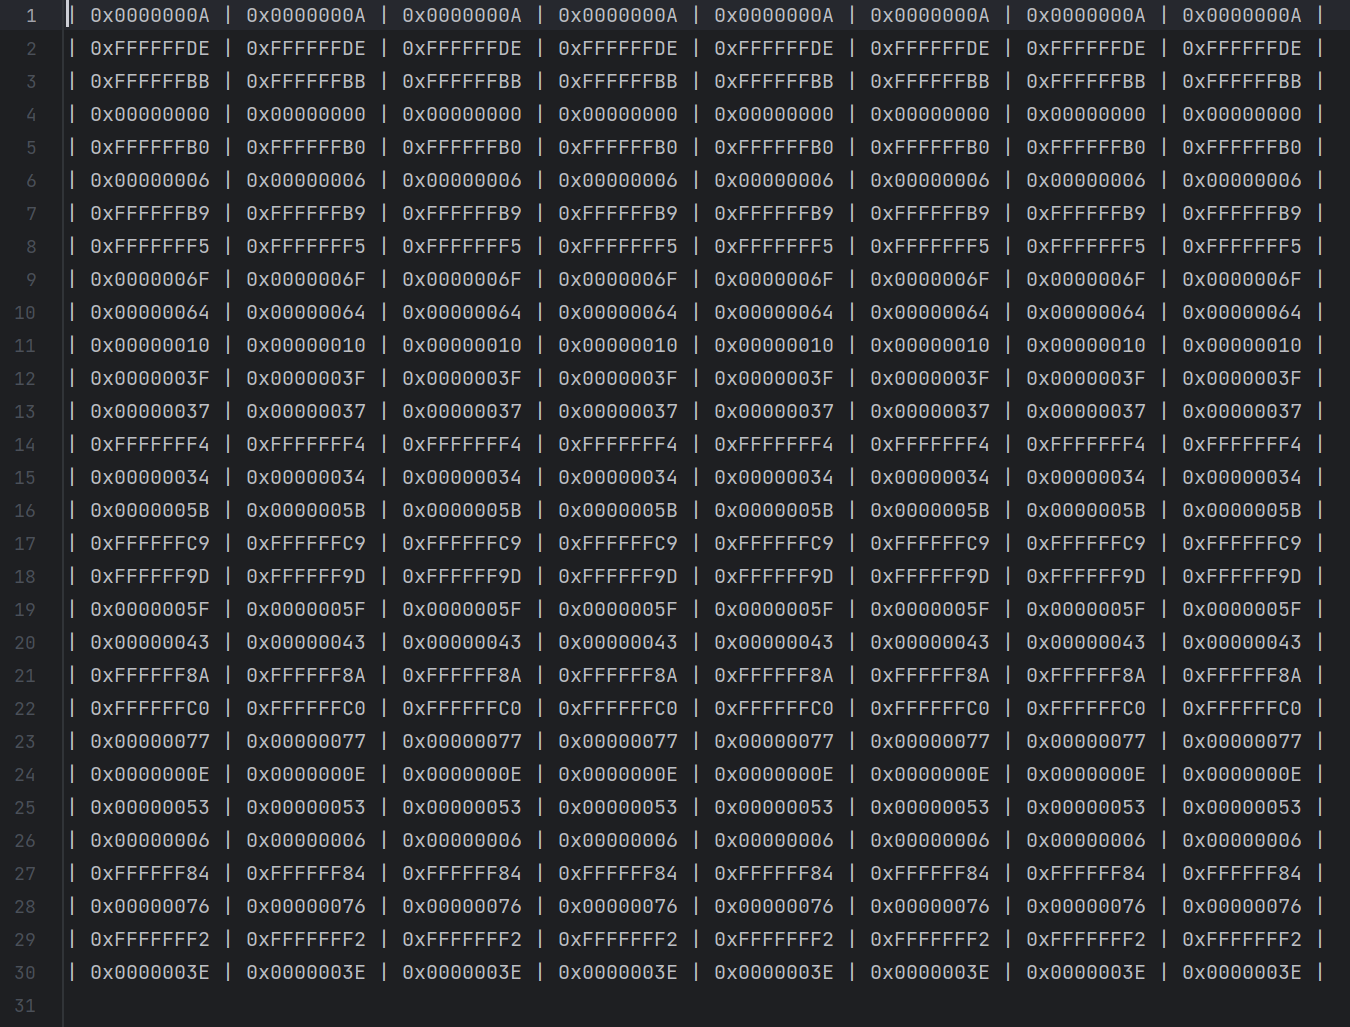 1 | 0x0000000A | 0x0000000A | 0x0000000A | 0x0000000A | 0x0000000A | 0x0000000A | 0x0000000A | 0x0000000A |
2 | 0xFFFFFFDE | 0xFFFFFFDE | 0xFFFFFFDE | 0xFFFFFFDE | 0xFFFFFFDE | 0xFFFFFFDE | 0xFFFFFFDE | 0xFFFFFFDE |
3 | 0xFFFFFFBB | 0xFFFFFFBB | 0xFFFFFFBB | 0xFFFFFFBB | 0xFFFFFFBB | 0xFFFFFFBB | 0xFFFFFFBB | 0xFFFFFFBB |
4 | 0x00000000 | 0x00000000 | 0x00000000 | 0x00000000 | 0x00000000 | 0x00000000 | 0x00000000 | 0x00000000 |
5 | 0xFFFFFFB0 | 0xFFFFFFB0 | 0xFFFFFFB0 | 0xFFFFFFB0 | 0xFFFFFFB0 | 0xFFFFFFB0 | 0xFFFFFFB0 | 0xFFFFFFB0 |
6 | 0x00000006 | 0x00000006 | 0x00000006 | 0x00000006 | 0x00000006 | 0x00000006 | 0x00000006 | 0x00000006 |
7 | 0xFFFFFFB9 | 0xFFFFFFB9 | 0xFFFFFFB9 | 0xFFFFFFB9 | 0xFFFFFFB9 | 0xFFFFFFB9 | 0xFFFFFFB9 | 0xFFFFFFB9 |
8 | 0xFFFFFFF5 | 0xFFFFFFF5 | 0xFFFFFFF5 | 0xFFFFFFF5 | 0xFFFFFFF5 | 0xFFFFFFF5 | 0xFFFFFFF5 | 0xFFFFFFF5 |
9 | 0x0000006F | 0x0000006F | 0x0000006F | 0x0000006F | 0x0000006F | 0x0000006F | 0x0000006F | 0x0000006F |
10 | 0x00000064 | 0x00000064 | 0x00000064 | 0x00000064 | 0x00000064 | 0x00000064 | 0x00000064 | 0x00000064 |
11 | 0x00000010 | 0x00000010 | 0x00000010 | 0x00000010 | 0x00000010 | 0x00000010 | 0x00000010 | 0x00000010 |
12 | 0x0000003F | 0x0000003F | 0x0000003F | 0x0000003F | 0x0000003F | 0x0000003F | 0x0000003F | 0x0000003F |
13 | 0x00000037 | 0x00000037 | 0x00000037 | 0x00000037 | 0x00000037 | 0x00000037 | 0x00000037 | 0x00000037 |
14 | 0xFFFFFFF4 | 0xFFFFFFF4 | 0xFFFFFFF4 | 0xFFFFFFF4 | 0xFFFFFFF4 | 0xFFFFFFF4 | 0xFFFFFFF4 | 0xFFFFFFF4 |
15 | 0x00000034 | 0x00000034 | 0x00000034 | 0x00000034 | 0x00000034 | 0x00000034 | 0x00000034 | 0x00000034 |
16 | 0x0000005B | 0x0000005B | 0x0000005B | 0x0000005B | 0x0000005B | 0x0000005B | 0x0000005B | 0x0000005B |
17 | 0xFFFFFFC9 | 0xFFFFFFC9 | 0xFFFFFFC9 | 0xFFFFFFC9 | 0xFFFFFFC9 | 0xFFFFFFC9 | 0xFFFFFFC9 | 0xFFFFFFC9 |
18 | 0xFFFFFF9D | 0xFFFFFF9D | 0xFFFFFF9D | 0xFFFFFF9D | 0xFFFFFF9D | 0xFFFFFF9D | 0xFFFFFF9D | 0xFFFFFF9D |
19 | 0x0000005F | 0x0000005F | 0x0000005F | 0x0000005F | 0x0000005F | 0x0000005F | 0x0000005F | 0x0000005F |
20 | 0x00000043 | 0x00000043 | 0x00000043 | 0x00000043 | 0x00000043 | 0x00000043 | 0x00000043 | 0x00000043 |
21 | 0xFFFFFF8A | 0xFFFFFF8A | 0xFFFFFF8A | 0xFFFFFF8A | 0xFFFFFF8A | 0xFFFFFF8A | 0xFFFFFF8A | 0xFFFFFF8A |
22 | 0xFFFFFFC0 | 0xFFFFFFC0 | 0xFFFFFFC0 | 0xFFFFFFC0 | 0xFFFFFFC0 | 0xFFFFFFC0 | 0xFFFFFFC0 | 0xFFFFFFC0 |
23 | 0x00000077 | 0x00000077 | 0x00000077 | 0x00000077 | 0x00000077 | 0x00000077 | 0x00000077 | 0x00000077 |
24 | 0x0000000E | 0x0000000E | 0x0000000E | 0x0000000E | 0x0000000E | 0x0000000E | 0x0000000E | 0x0000000E |
25 | 0x00000053 | 0x00000053 | 0x00000053 | 0x00000053 | 0x00000053 | 0x00000053 | 0x00000053 | 0x00000053 |
26 | 0x00000006 | 0x00000006 | 0x00000006 | 0x00000006 | 0x00000006 | 0x00000006 | 0x00000006 | 0x00000006 |
27 | 0xFFFFFF84 | 0xFFFFFF84 | 0xFFFFFF84 | 0xFFFFFF84 | 0xFFFFFF84 | 0xFFFFFF84 | 0xFFFFFF84 | 0xFFFFFF84 |
28 | 0x00000076 | 0x00000076 | 0x00000076 | 0x00000076 | 0x00000076 | 0x00000076 | 0x00000076 | 0x00000076 |
29 | 0xFFFFFFF2 | 0xFFFFFFF2 | 0xFFFFFFF2 | 0xFFFFFFF2 | 0xFFFFFFF2 | 0xFFFFFFF2 | 0xFFFFFFF2 | 0xFFFFFFF2 |
30 | 0x0000003E | 0x0000003E | 0x0000003E | 0x0000003E | 0x0000003E | 0x0000003E | 0x0000003E | 0x0000003E |
31